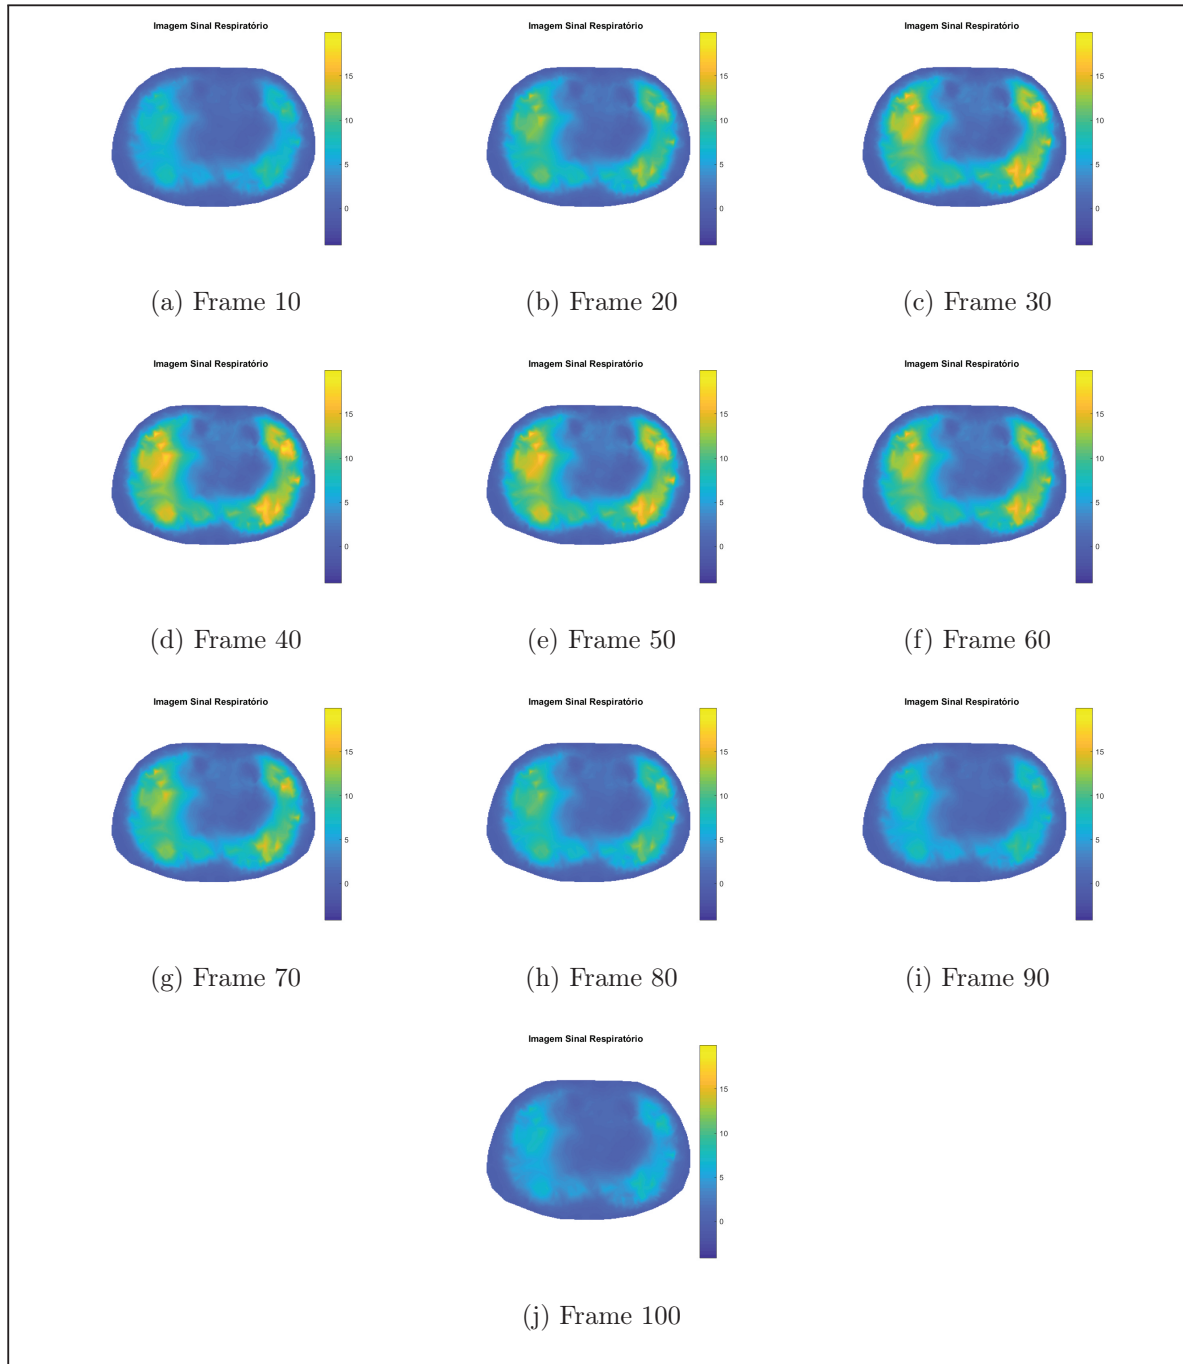 Imagem Sinal Respiratório
Imagem Sinal Respiratório
Imagem Sinal Respiratório
15
10
5
0
15
10
5
0
15
10
5
0
(a) Frame 10
(b) Frame 20
(c) Frame 30
Imagem Sinal Respiratório
Imagem Sinal Respiratório
Imagem Sinal Respiratório
15
10
5
0
15
10
5
0
15
10
5
0
(d) Frame 40
(e) Frame 50
(f) Frame 60
Imagem Sinal Respiratório
Imagem Sinal Respiratório
Imagem Sinal Respiratório
15
10
5
0
15
10
5
0
15
10
5
0
(g) Frame 70
(h) Frame 80
(i) Frame 90
Imagem Sinal Respiratório
15
10
5
0
(j) Frame 100